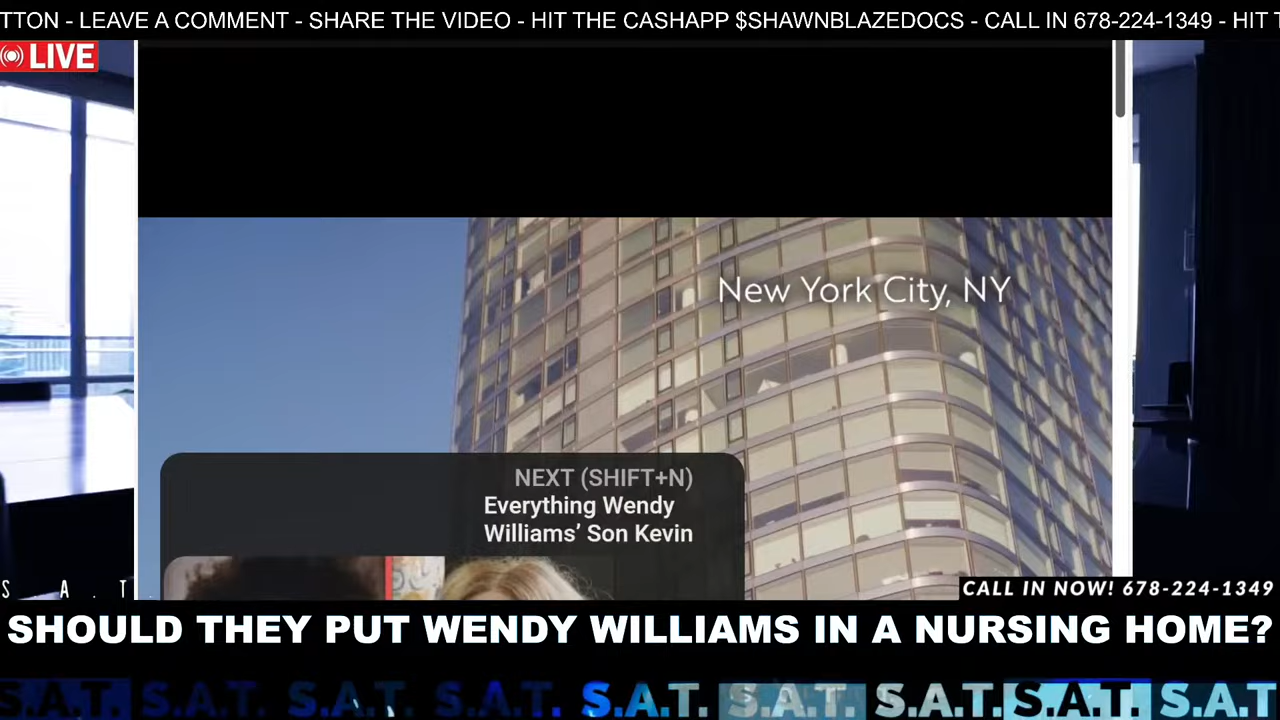 TTON - LEAVE A COMMENT - SHARE THE VIDEO - HIT THE CASHAPP $SHAWNBLAZEDOCS - CALL IN 678-224-1349 - HIT T
LIVE
New York City, NY
NEXT (SHIFT+N)
Everything Wendy
Williams’ Son Kevin
S . A . T .
CALL IN NOW! 678-224-1349
SHOULD THEY PUT WENDY WILLIAMS IN A NURSING HOME?
S.A.T. S.A.T. S.A.T. S.A.T. S.A.T. S.A.T. S.A.T. S.A.T. S.A.T